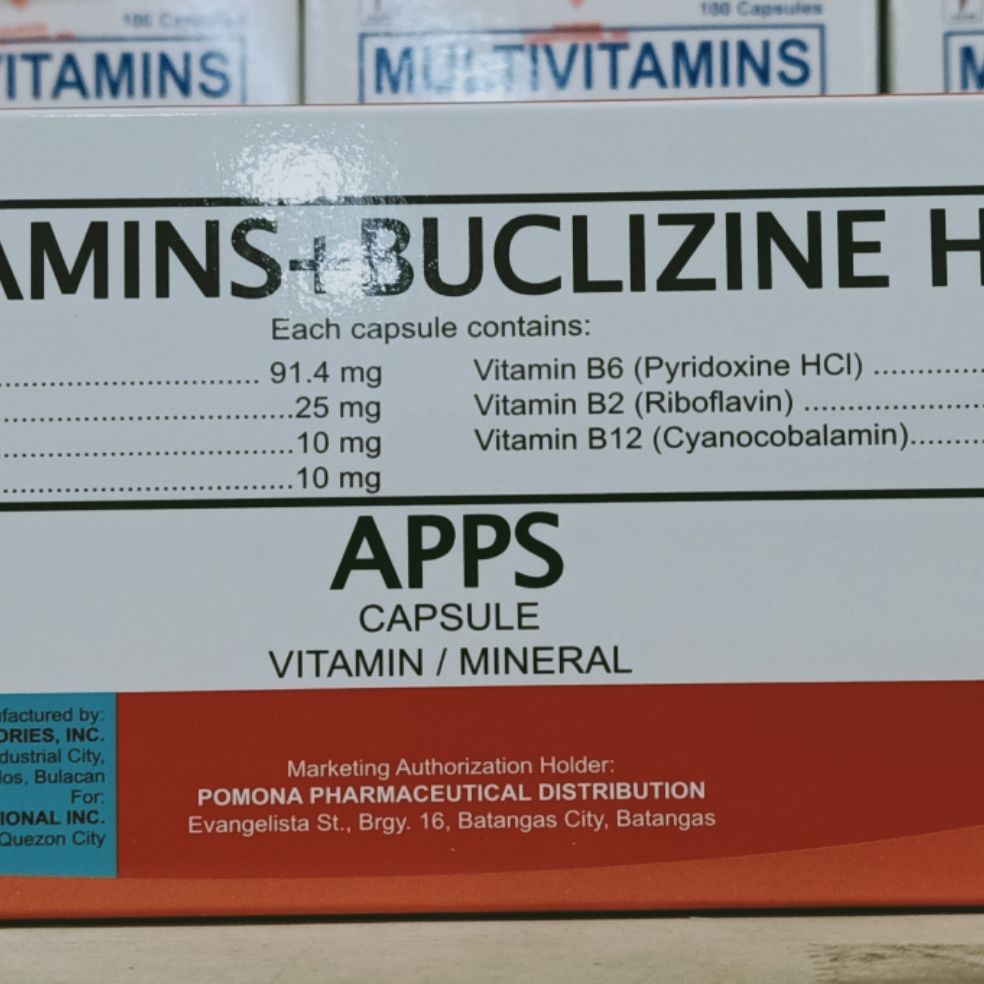 100 Capsules
100 Capsules
VITAMINS
MULTIVITAMINS
M
AMINS+BUCLIZINE H
Each capsule contains:
.................................... 91.4 mg
.......................................25 mg
.......................................10 mg
.......................................10 mg
Vitamin B6 (Pyridoxine HCl) ..............
Vitamin B2 (Riboflavin) ......................
Vitamin B12 (Cyanocobalamin).........
APPS
CAPSULE
VITAMIN / MINERAL
ufactured by:
ORIES, INC.
dustrial City,
los, Bulacan
For:
IONAL INC.
Quezon City
Marketing Authorization Holder:
POMONA PHARMACEUTICAL DISTRIBUTION
Evangelista St., Brgy. 16, Batangas City, Batangas